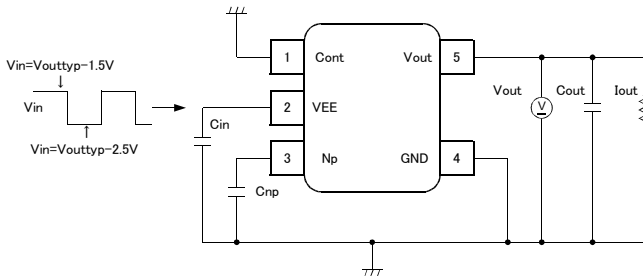 Vin=Vouttyp-1.5V
Vin
Vin=Vouttyp-2.5V
1 Cont
Vout 5
2 VEE
3 Np
GND 4
Cin
Cnp
Vout
V
Cout
Iout